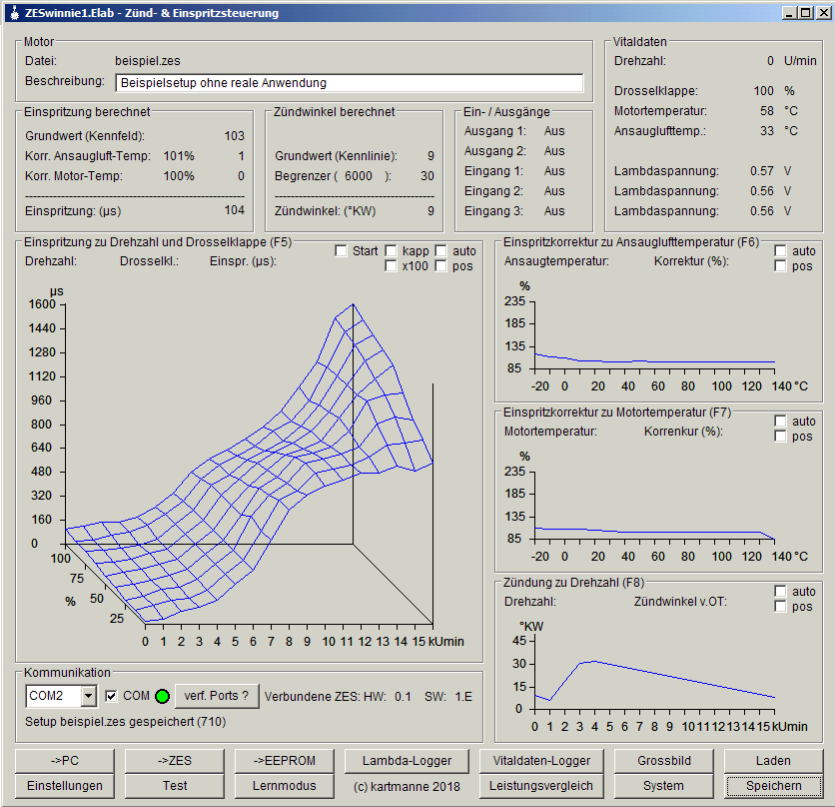 ZESwinnie1.Elab - Zünd- & Einspritzsteuerung
Motor
Datei: beispiel.zes
Beschreibung: Beispielsetup ohne reale Anwendung
Vitaldaten
Drehzahl: 0 U/min
Drosselklappe: 100 %
Motortemperatur: 58 °C
Ansauglufttemp.: 33 °C
Lambdaspannung: 0.57 V
Lambdaspannung: 0.56 V
Lambdaspannung: 0.56 V
Einspritzung berechnet
Grundwert (Kennfeld): 103
Korr. Ansaugluft-Temp: 101% 1
Korr. Motor-Temp: 100% 0
Einspritzung: (µs) 104
Zündwinkel berechnet
Grundwert (Kennlinie): 9
Begrenzer ( 6000 ): 30
Zündwinkel: (°KW) 9
Ein- / Ausgänge
Ausgang 1: Aus
Ausgang 2: Aus
Eingang 1: Aus
Eingang 2: Aus
Eingang 3: Aus
Einspritzung zu Drehzahl und Drosselklappe (F5)
Drehzahl: Drosselkl.: Einspr. (µs):
Start kapp auto
x100 pos
µs
1600
1440
1280
1120
960
800
640
480
320
160
0
100
75
% 50
25
0 1 2 3 4 5 6 7 8 9 10 11 12 13 14 15 kUmin
Einspritzkorrektur zu Ansauglufttemperatur (F6)
Ansaugtemperatur: Korrektur (%):
auto
pos
%
235
185
135
85
-20 0 20 40 60 80 100 120 140 °C
Einspritzkorrektur zu Motortemperatur (F7)
Motortemperatur: Korrenkur (%):
auto
pos
%
235
185
135
85
-20 0 20 40 60 80 100 120 140 °C
Zündung zu Drehzahl (F8)
Drehzahl: Zündwinkel v.OT:
auto
pos
°KW
45
30
15
0
0 1 2 3 4 5 6 7 8 9 10 11 12 13 14 15 kUmin
Kommunikation
COM2 COM verf. Ports ? Verbundene ZES: HW: 0.1 SW: 1.E
Setup beispiel.zes gespeichert (710)
->PC ->ZES ->EEPROM Lambda-Logger Vitaldaten-Logger Grossbild Laden
Einstellungen Test Lernmodus (c) kartmanne 2018 Leistungsvergleich System Speichern